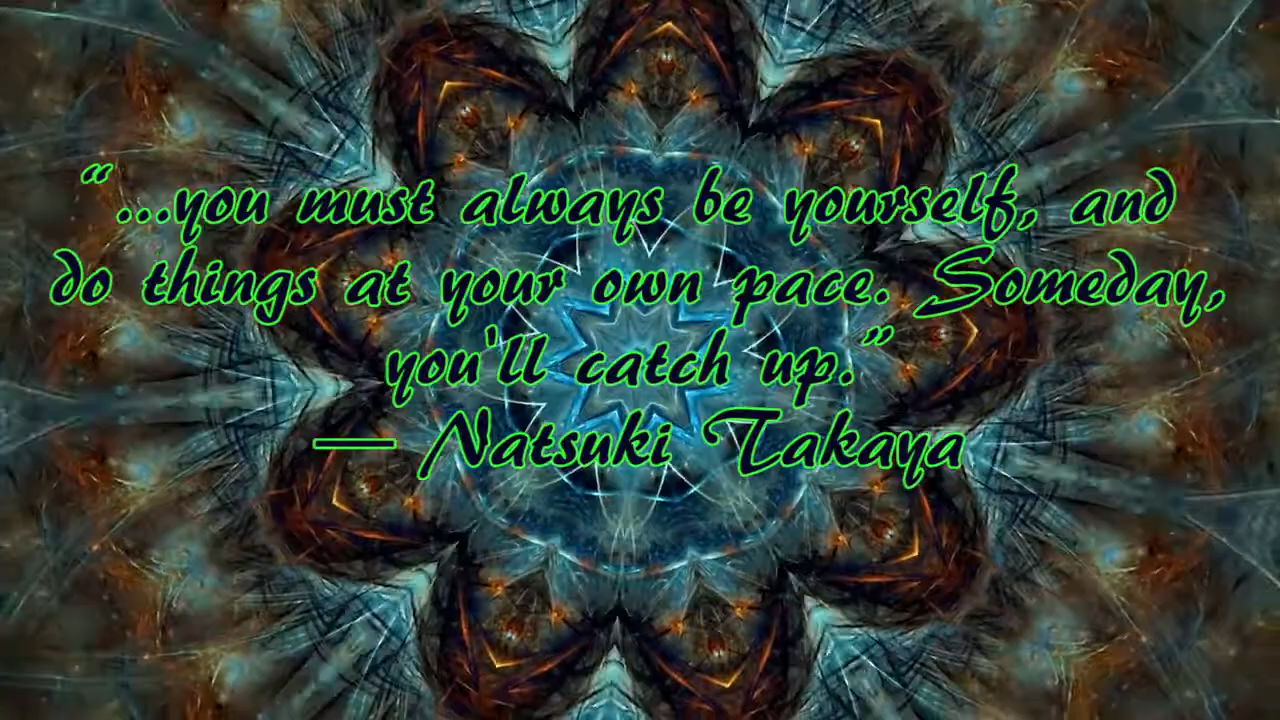 “...you must always be yourself, and
do things at your own pace. Someday,
you'll catch up.”
— Natsuki Takaya